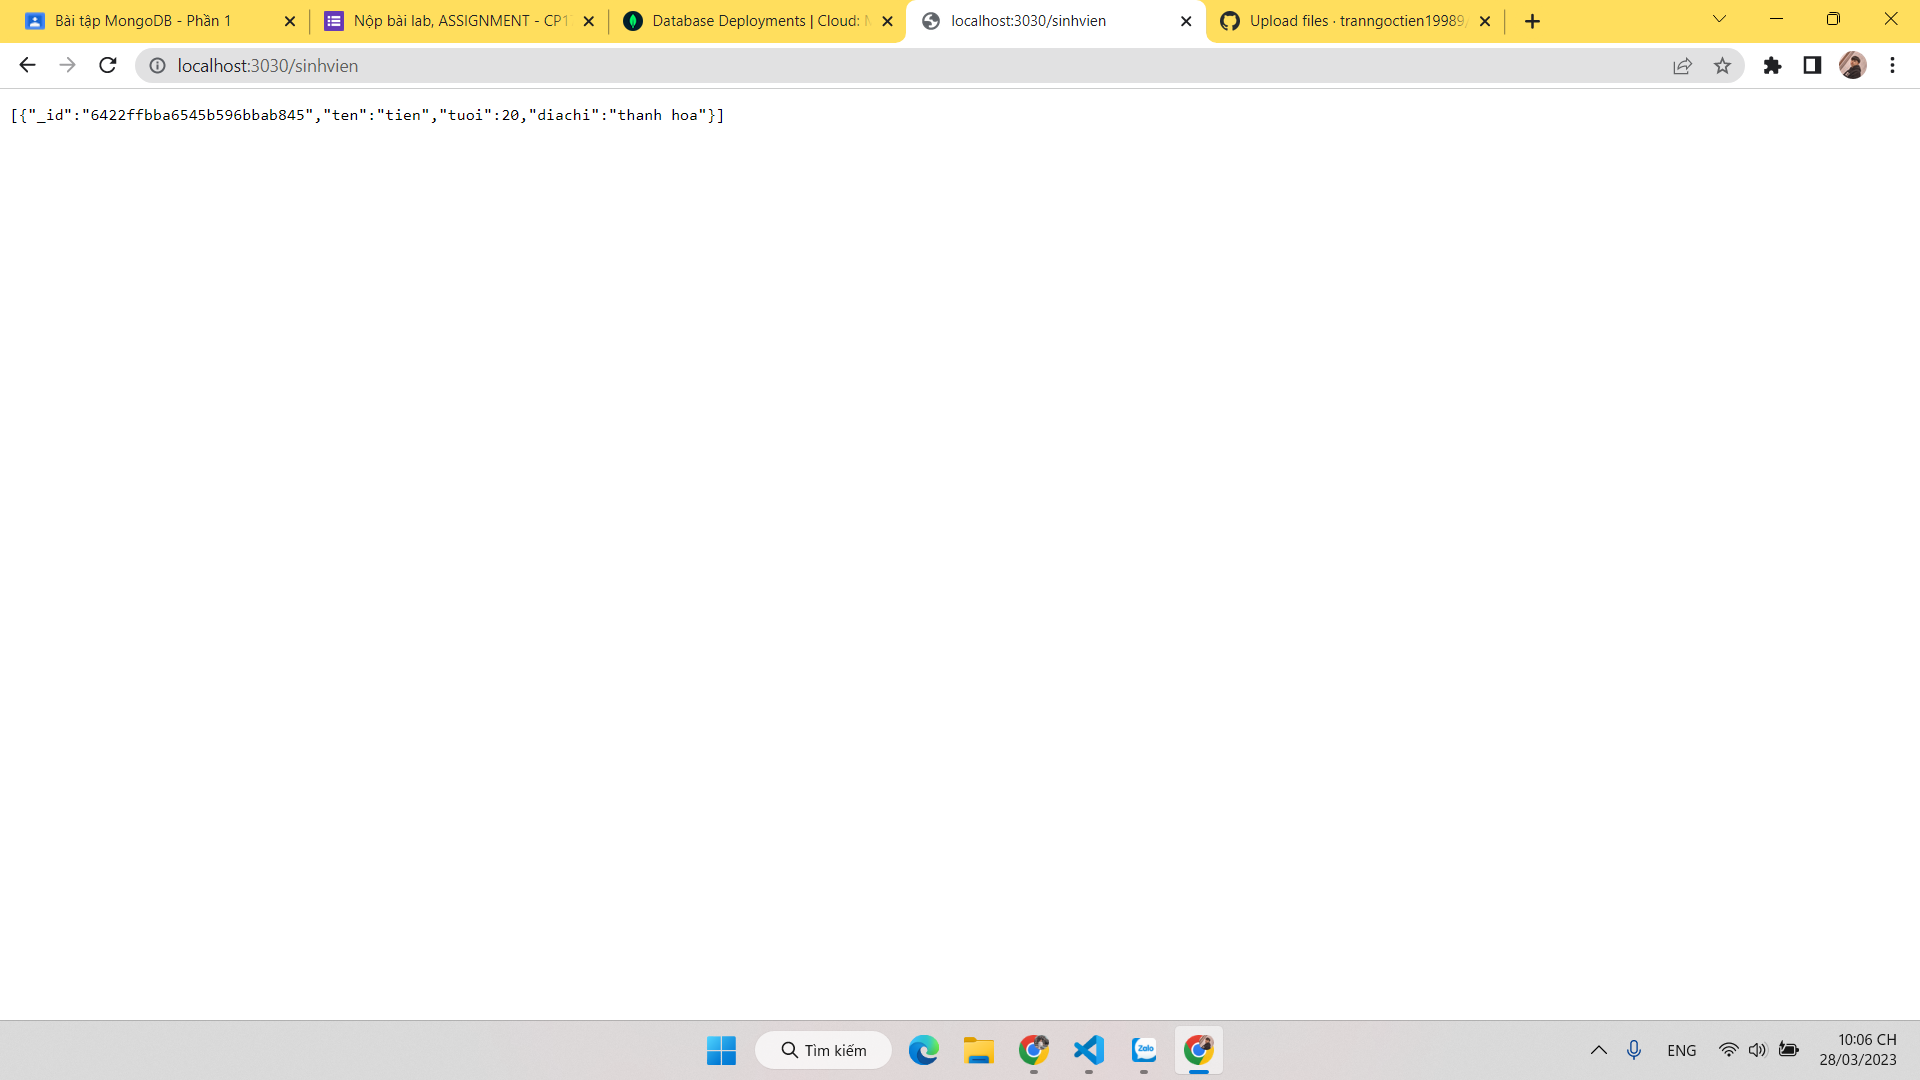 Bài tập MongoDB - Phần 1
Nộp bài lab, ASSIGNMENT - CP1
Database Deployments | Cloud: M
localhost:3030/sinhvien
Upload files · tranngoctien19989/
localhost:3030/sinhvien
[{"_id":"6422ffbba6545b596bbab845","ten":"tien","tuoi":20,"diachi":"thanh hoa"}]
Tìm kiếm
Zalo
ENG
10:06 CH
28/03/2023